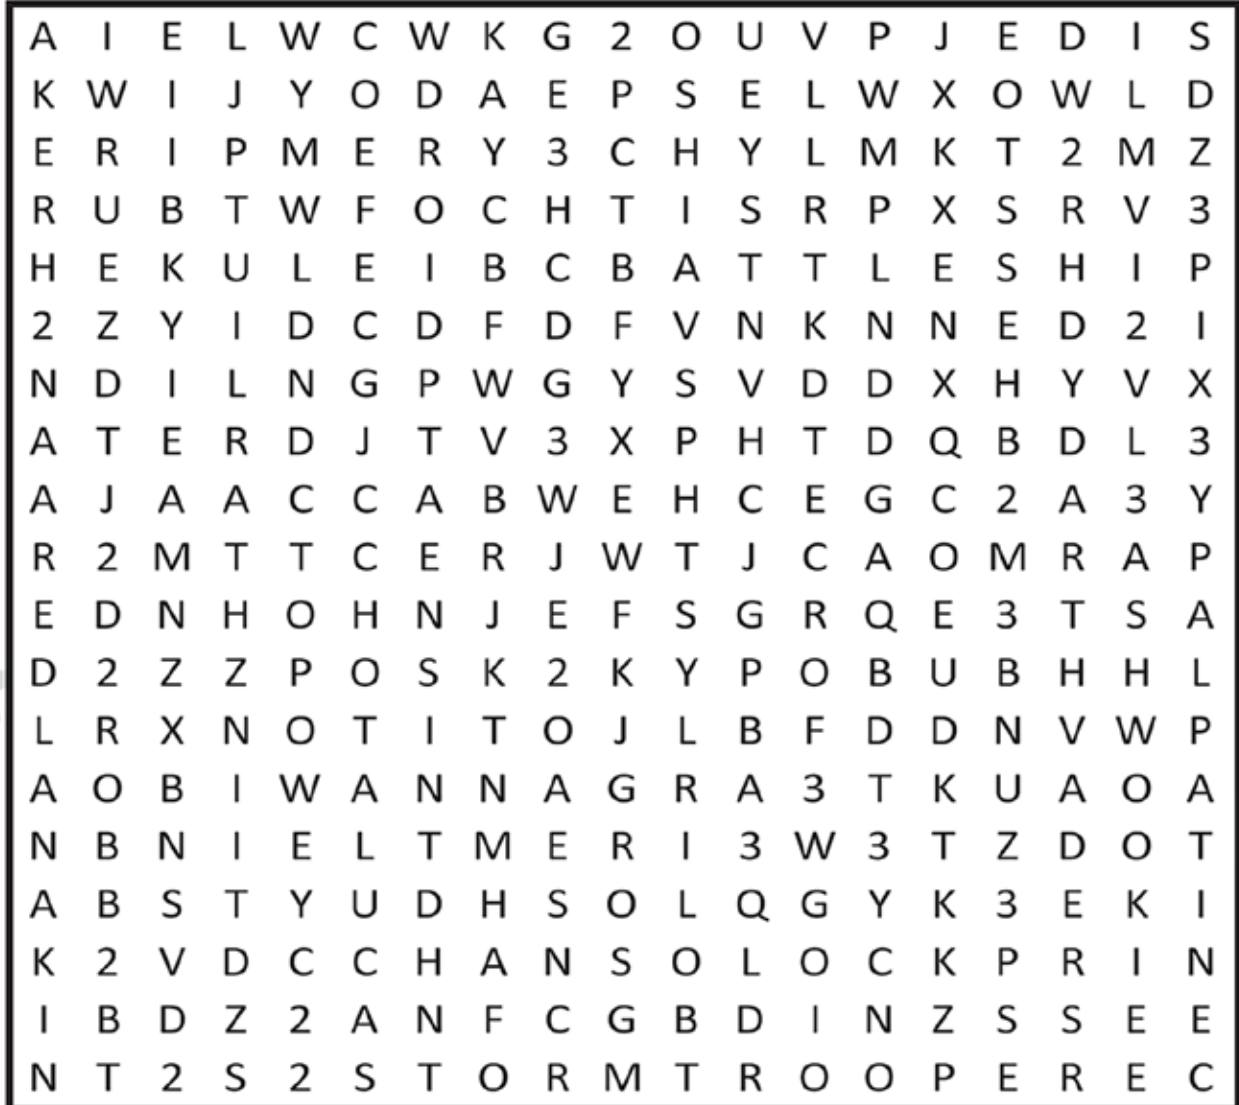 A I E L W C W K G 2 O U V P J E D I S
K W I J Y O D A E P S E L W X O W L D
E R I P M E R Y 3 C H Y L M K T 2 M Z
R U B T W F O C H T I S R P X S R V 3
H E K U L E I B C B A T T L E S H I P
2 Z Y I D C D F D F V N K N N E D 2 I
N D I L N G P W G Y S V D D X H Y V X
A T E R D J T V 3 X P H T D Q B D L 3
A J A A C C A B W E H C E G C 2 A 3 Y
R 2 M T T C E R J W T J C A O M R A P
E D N H O H N J E F S G R Q E 3 T S A
D 2 Z Z P O S K 2 K Y P O B U B H H L
L R X N O T I T O J L B F D D N V W P
A O B I W A N N A G R A 3 T K U A O A
N B N I E L T M E R I 3 W 3 T Z D O T
A B S T Y U D H S O L Q G Y K 3 E K I
K 2 V D C C H A N S O L O C K P R I N
I B D Z 2 A N F C G B D I N Z S S E E
N T 2 S 2 S T O R M T R O O P E R E C